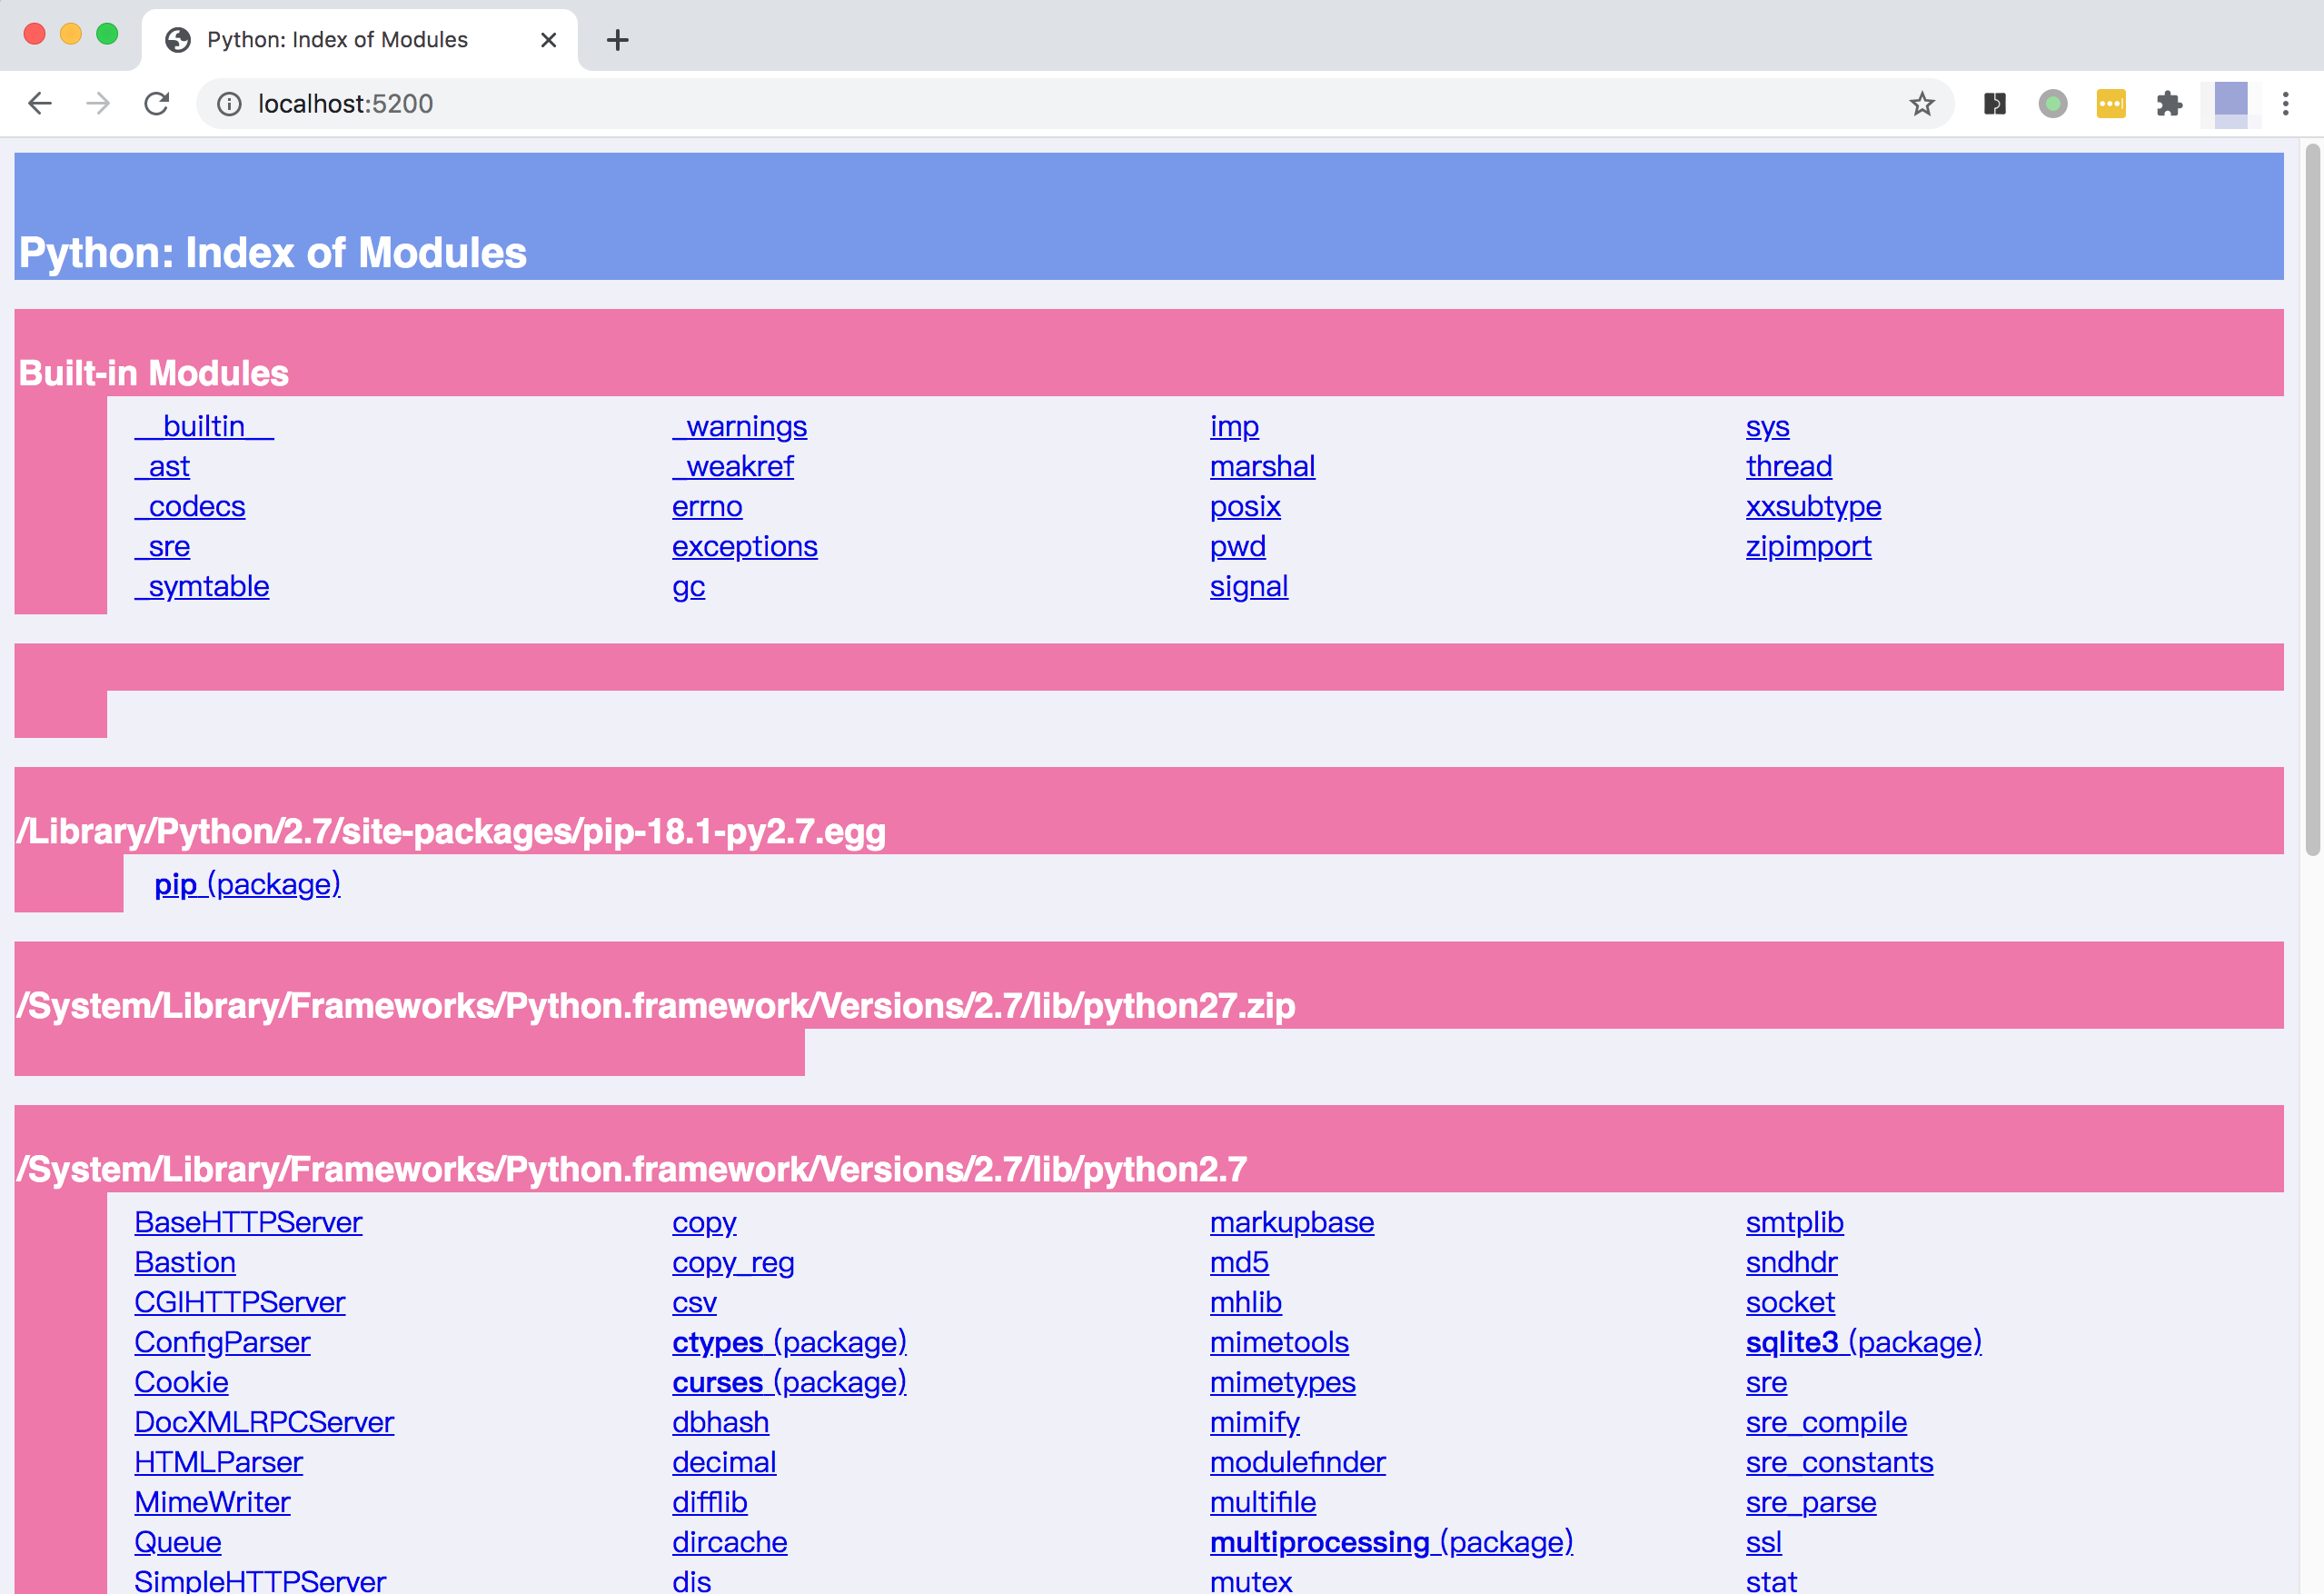 Python: Index of Modules
localhost:5200
Python: Index of Modules
Built-in Modules
__builtin__ _warnings imp sys
_ast _weakref marshal thread
_codecs errno posix xxsubtype
_sre exceptions pwd zipimport
_symtable gc signal
/Library/Python/2.7/site-packages/pip-18.1-py2.7.egg
pip (package)
/System/Library/Frameworks/Python.framework/Versions/2.7/lib/python27.zip
/System/Library/Frameworks/Python.framework/Versions/2.7/lib/python2.7
BaseHTTPServer copy markupbase smtplib
Bastion copy_reg md5 sndhdr
CGIHTTPServer csv mhlib socket
ConfigParser ctypes (package) mimetools sqlite3 (package)
Cookie curses (package) mimetypes sre
DocXMLRPCServer dbhash mimify sre_compile
HTMLParser decimal modulefinder sre_constants
MimeWriter difflib multifile sre_parse
Queue dircache multiprocessing (package) ssl
SimpleHTTPServer dis mutex stat